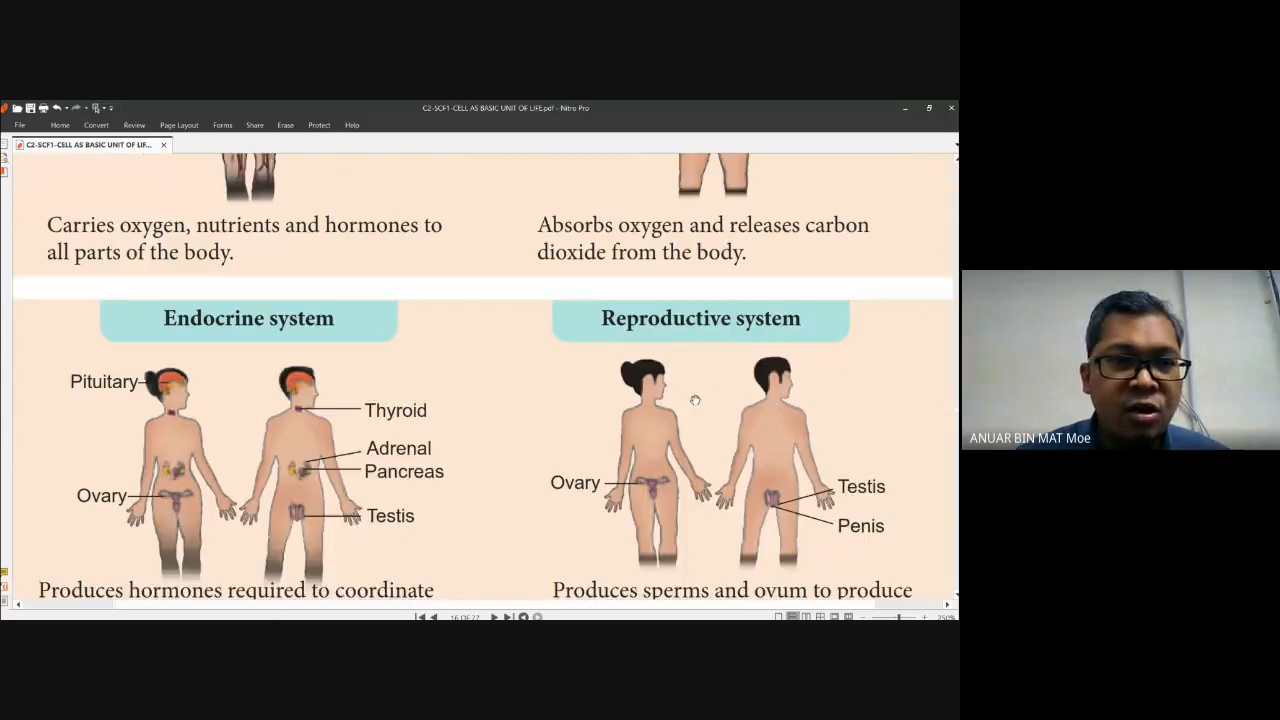 C2-SCF1-CELL AS BASIC UNIT OF LIFE.pdf - Nitro Pro
File Home Convert Review Page Layout Forms Share Erase Protect Help
C2-SCF1-CELL AS BASIC UNIT OF LIF...
Carries oxygen, nutrients and hormones to
all parts of the body.
Absorbs oxygen and releases carbon
dioxide from the body.
Endocrine system
Pituitary
Thyroid
Adrenal
Pancreas
Ovary
Testis
Produces hormones required to coordinate
Reproductive system
Ovary
Testis
Penis
Produces sperms and ovum to produce
16 OF 27
250%
ANUAR BIN MAT Moe